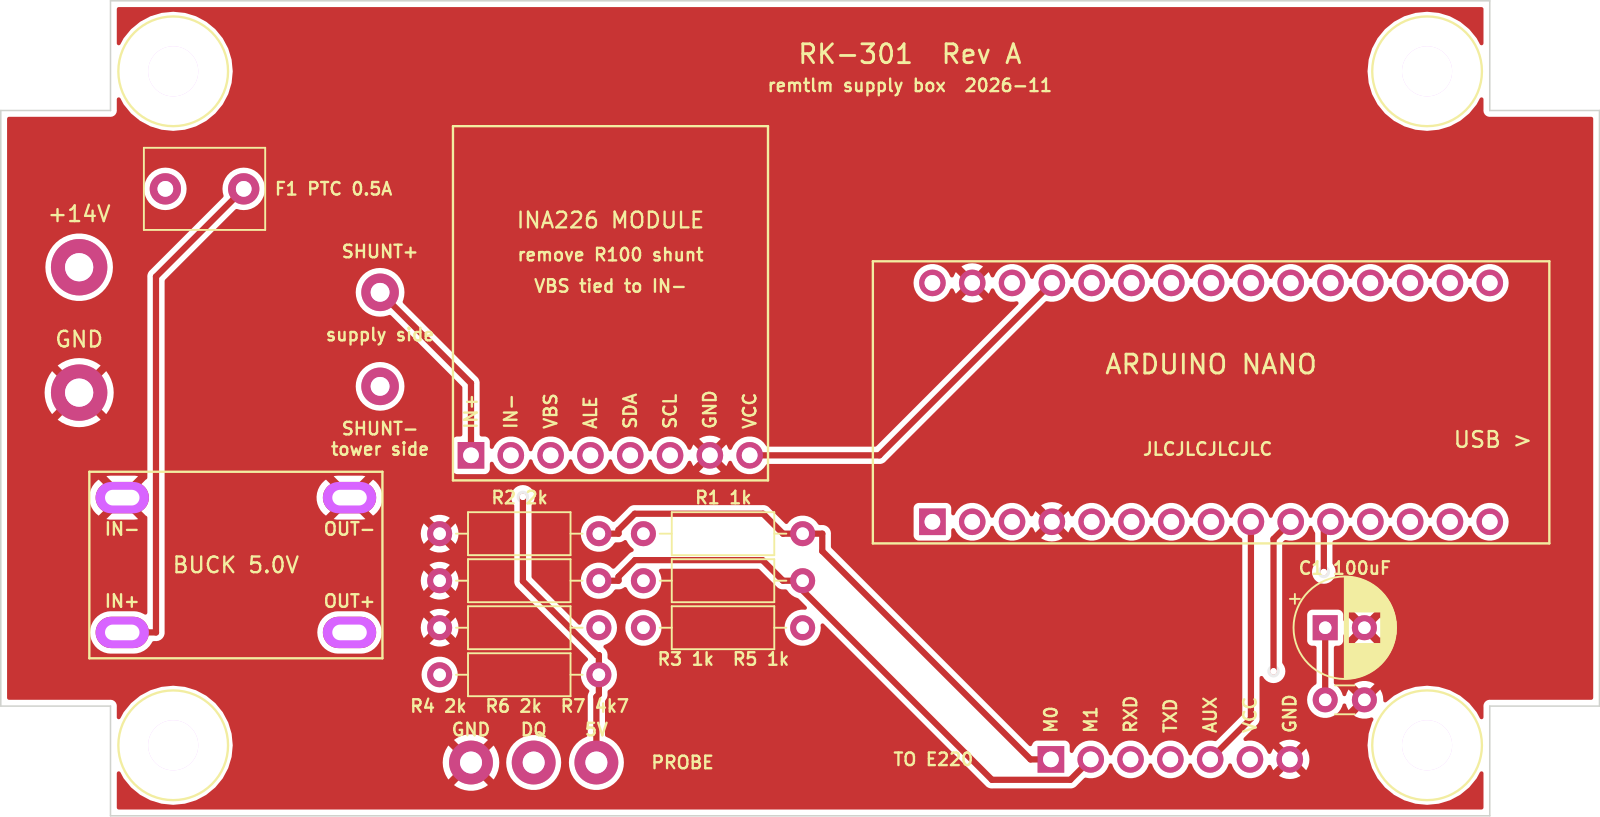 RK-301  Rev A
remtlm supply box  2026-11
F1 PTC 0.5A
+14V
GND
SHUNT+
supply side
SHUNT-
tower side
INA226 MODULE
remove R100 shunt
VBS tied to IN-
IN+
IN-
VBS
ALE
SDA
SCL
GND
VCC
ARDUINO NANO
USB >
JLCJLCJLCJLC
IN-
OUT-
BUCK 5.0V
IN+
OUT+
R2 2k
R1 1k
R3 1k
R5 1k
R4 2k
R6 2k
R7 4k7
GND
DQ
5V
PROBE
TO E220
M0
M1
RXD
TXD
AUX
VCC
GND
C1 100uF
+